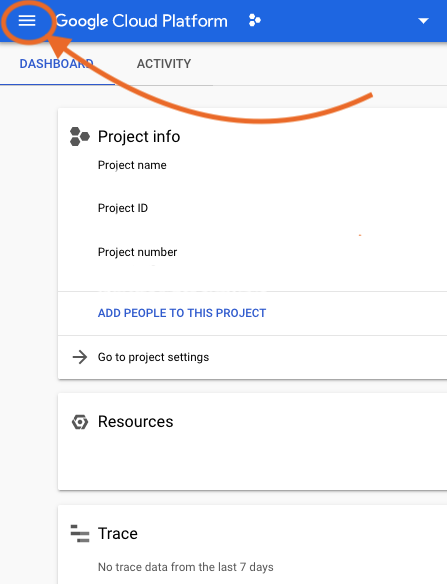 Google Cloud Platform
DASHBOARD ACTIVITY
Project info
Project name
Project ID
Project number
ADD PEOPLE TO THIS PROJECT
Go to project settings
Resources
Trace
No trace data from the last 7 days